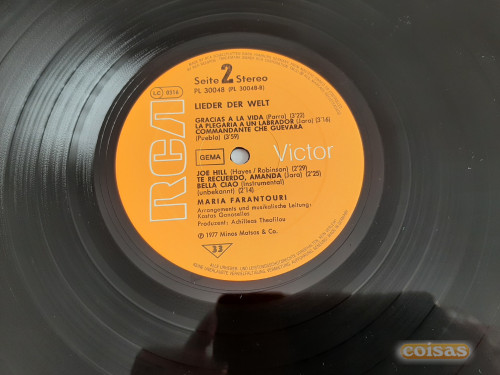 LC 0316
Seite 2 Stereo
PL 30048 (PL 30048-B)
LIEDER DER WELT
GRACIAS A LA VIDA (Parra) (3'22)
LA PLEGARIA A UN LABRADOR (Jara) (3'16)
COMMANDANTE CHE GUEVARA
(Puebla) (3'59)
GEMA
RCA
Victor
JOE HILL (Hayes / Robinson) (2'29)
TE RECUERDO, AMANDA (Jara) (2'25)
BELLA CIAO (Instrumental)
(unbekannt) (2'14)
MARIA FARANTOURI
Arrangements und musikalische Leitung:
Kostas Ganoselles
Produzent: Achilleas Theofilou
℗ 1977 Minos Matsas & Co.
33
coisas